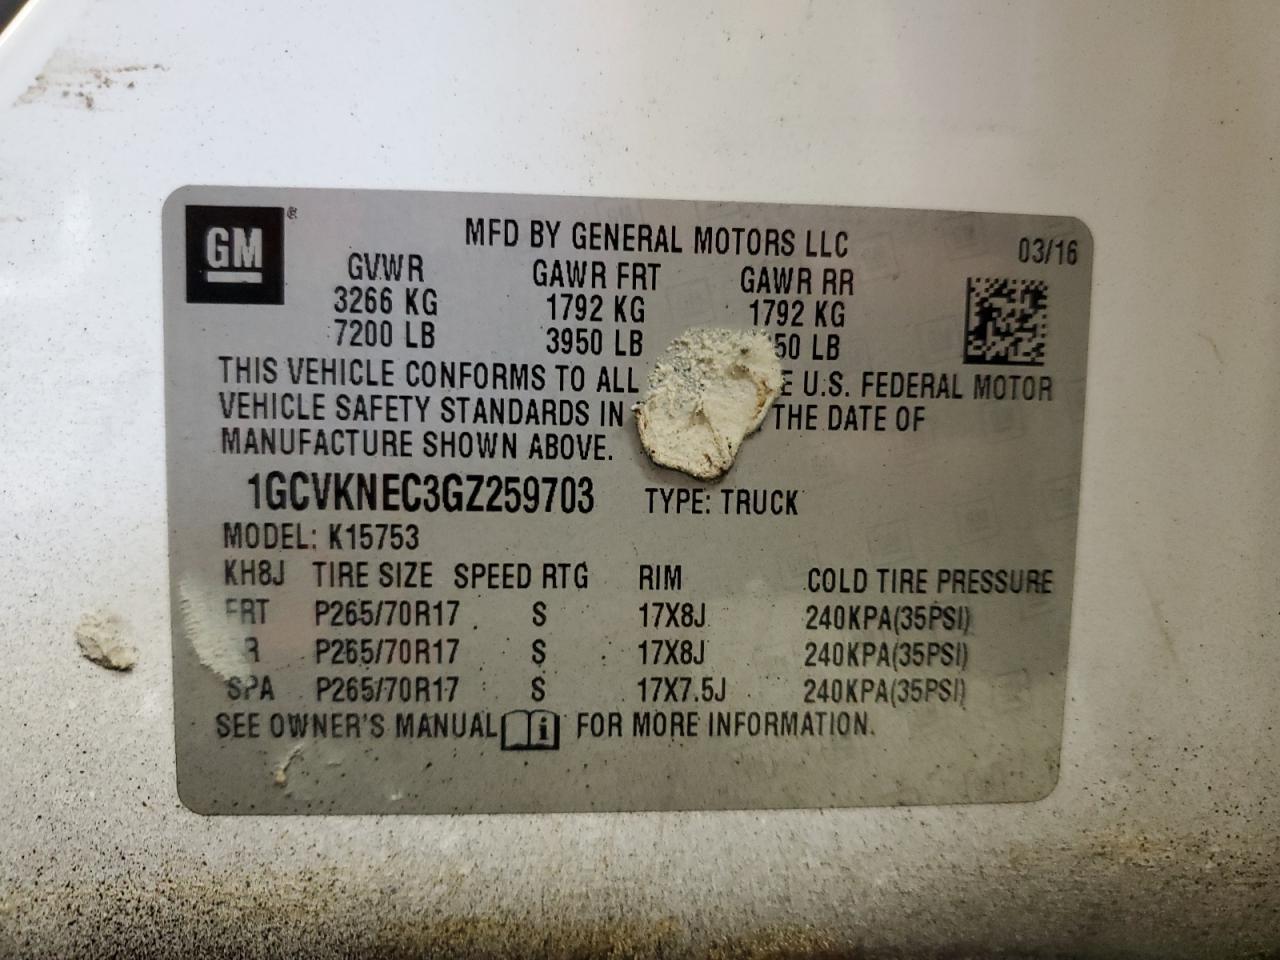 GM ®
MFD BY GENERAL MOTORS LLC 03/16
GVWR GAWR FRT GAWR RR
3266 KG 1792 KG 1792 KG
7200 LB 3950 LB 50 LB
THIS VEHICLE CONFORMS TO ALL E U.S. FEDERAL MOTOR
VEHICLE SAFETY STANDARDS IN THE DATE OF
MANUFACTURE SHOWN ABOVE.
1GCVKNEC3GZ259703 TYPE: TRUCK
MODEL: K15753
KH8J TIRE SIZE SPEED RTG RIM COLD TIRE PRESSURE
FRT P265/70R17 S 17X8J 240KPA(35PSI)
R P265/70R17 S 17X8J 240KPA(35PSI)
SPA P265/70R17 S 17X7.5J 240KPA(35PSI)
SEE OWNER'S MANUAL i FOR MORE INFORMATION.